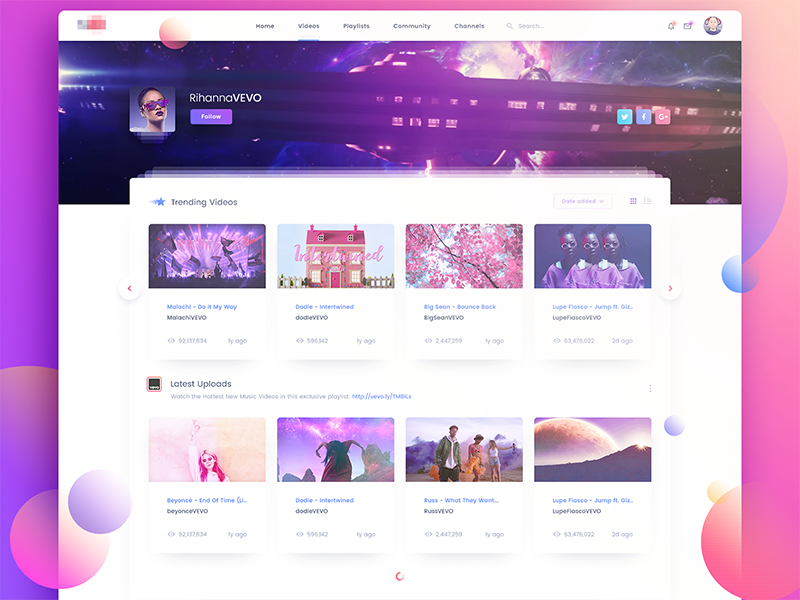 Home Videos Playlists Community Channels Search...
RihannaVEVO
Follow
Trending Videos
Date added
Intertwined
Malachi - Do it My Way
MalachiVEVO
92,137,634 1y ago
Dodie - Intertwined
dodieVEVO
596,142 1y ago
Big Sean - Bounce Back
BigSeanVEVO
2,447,259 1y ago
Lupe Fiasco - Jump ft. Giz..
LupeFiascoVEVO
63,476,022 2d ago
vevo
Latest Uploads
Watch the Hottest New Music Videos in this exclusive playlist: http://vevo.ly/TMBILs
Beyoncé - End Of Time (Li..
beyonceVEVO
92,137,634 1y ago
Dodie - Intertwined
dodieVEVO
596,142 1y ago
Russ - What They Want...
RussVEVO
2,447,259 1y ago
Lupe Fiasco - Jump ft. Giz..
LupeFiascoVEVO
63,476,022 2d ago